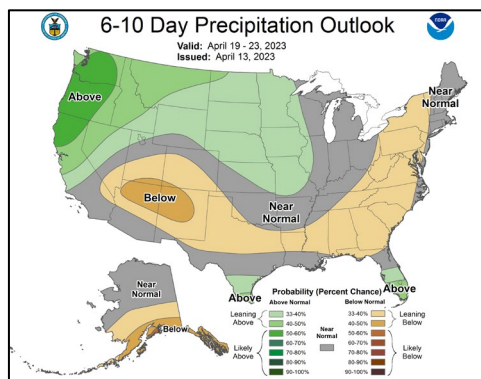 6-10 Day Precipitation Outlook
Valid: April 19 - 23, 2023
Issued: April 13, 2023
NOAA
Above
Near
Normal
Below
Near
Normal
Near
Normal
Below
Above
Above
Probability (Percent Chance)
Above Normal
Below Normal
Leaning
Above
33-40%
40-50%
Likely
Above
50-60%
60-70%
70-80%
80-90%
90-100%
Near
Normal
33-40%
40-50%
Leaning
Below
50-60%
60-70%
70-80%
80-90%
90-100%
Likely
Below